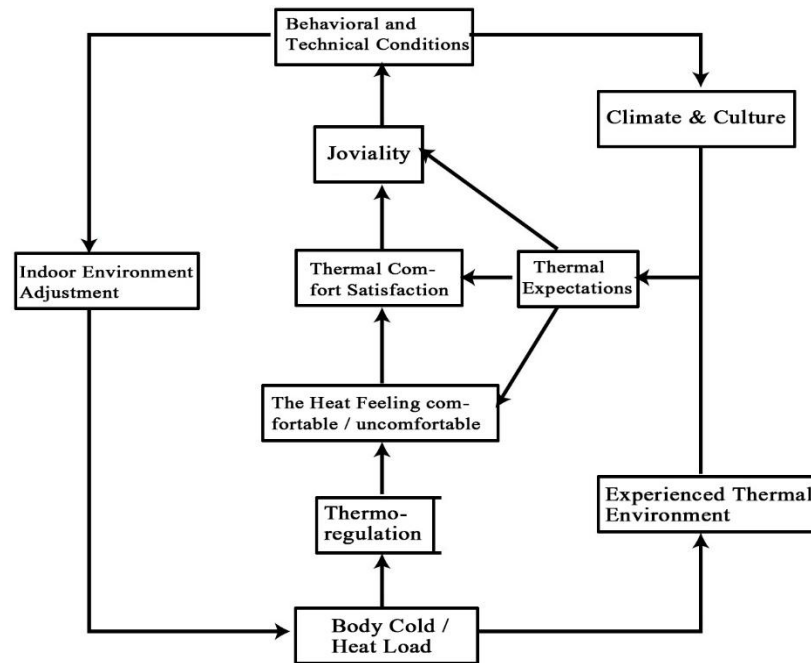 Behavioral and
Technical Conditions
Climate & Culture
Joviality
Indoor Environment
Adjustment
Thermal Com-
fort Satisfaction
Thermal
Expectations
The Heat Feeling com-
fortable / uncomfortable
Thermo-
regulation
Experienced Thermal
Environment
Body Cold /
Heat Load